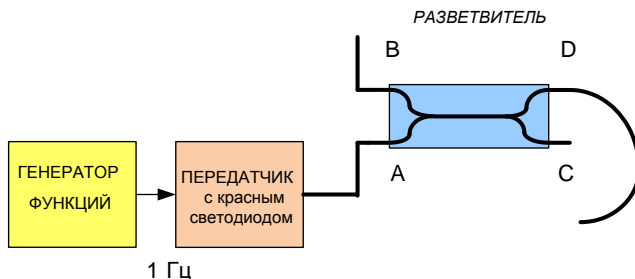 РАЗВЕТВИТЕЛЬ
B
D
ГЕНЕРАТОР
ФУНКЦИЙ
ПЕРЕДАТЧИК
с красным
светодиодом
A
C
1 Гц